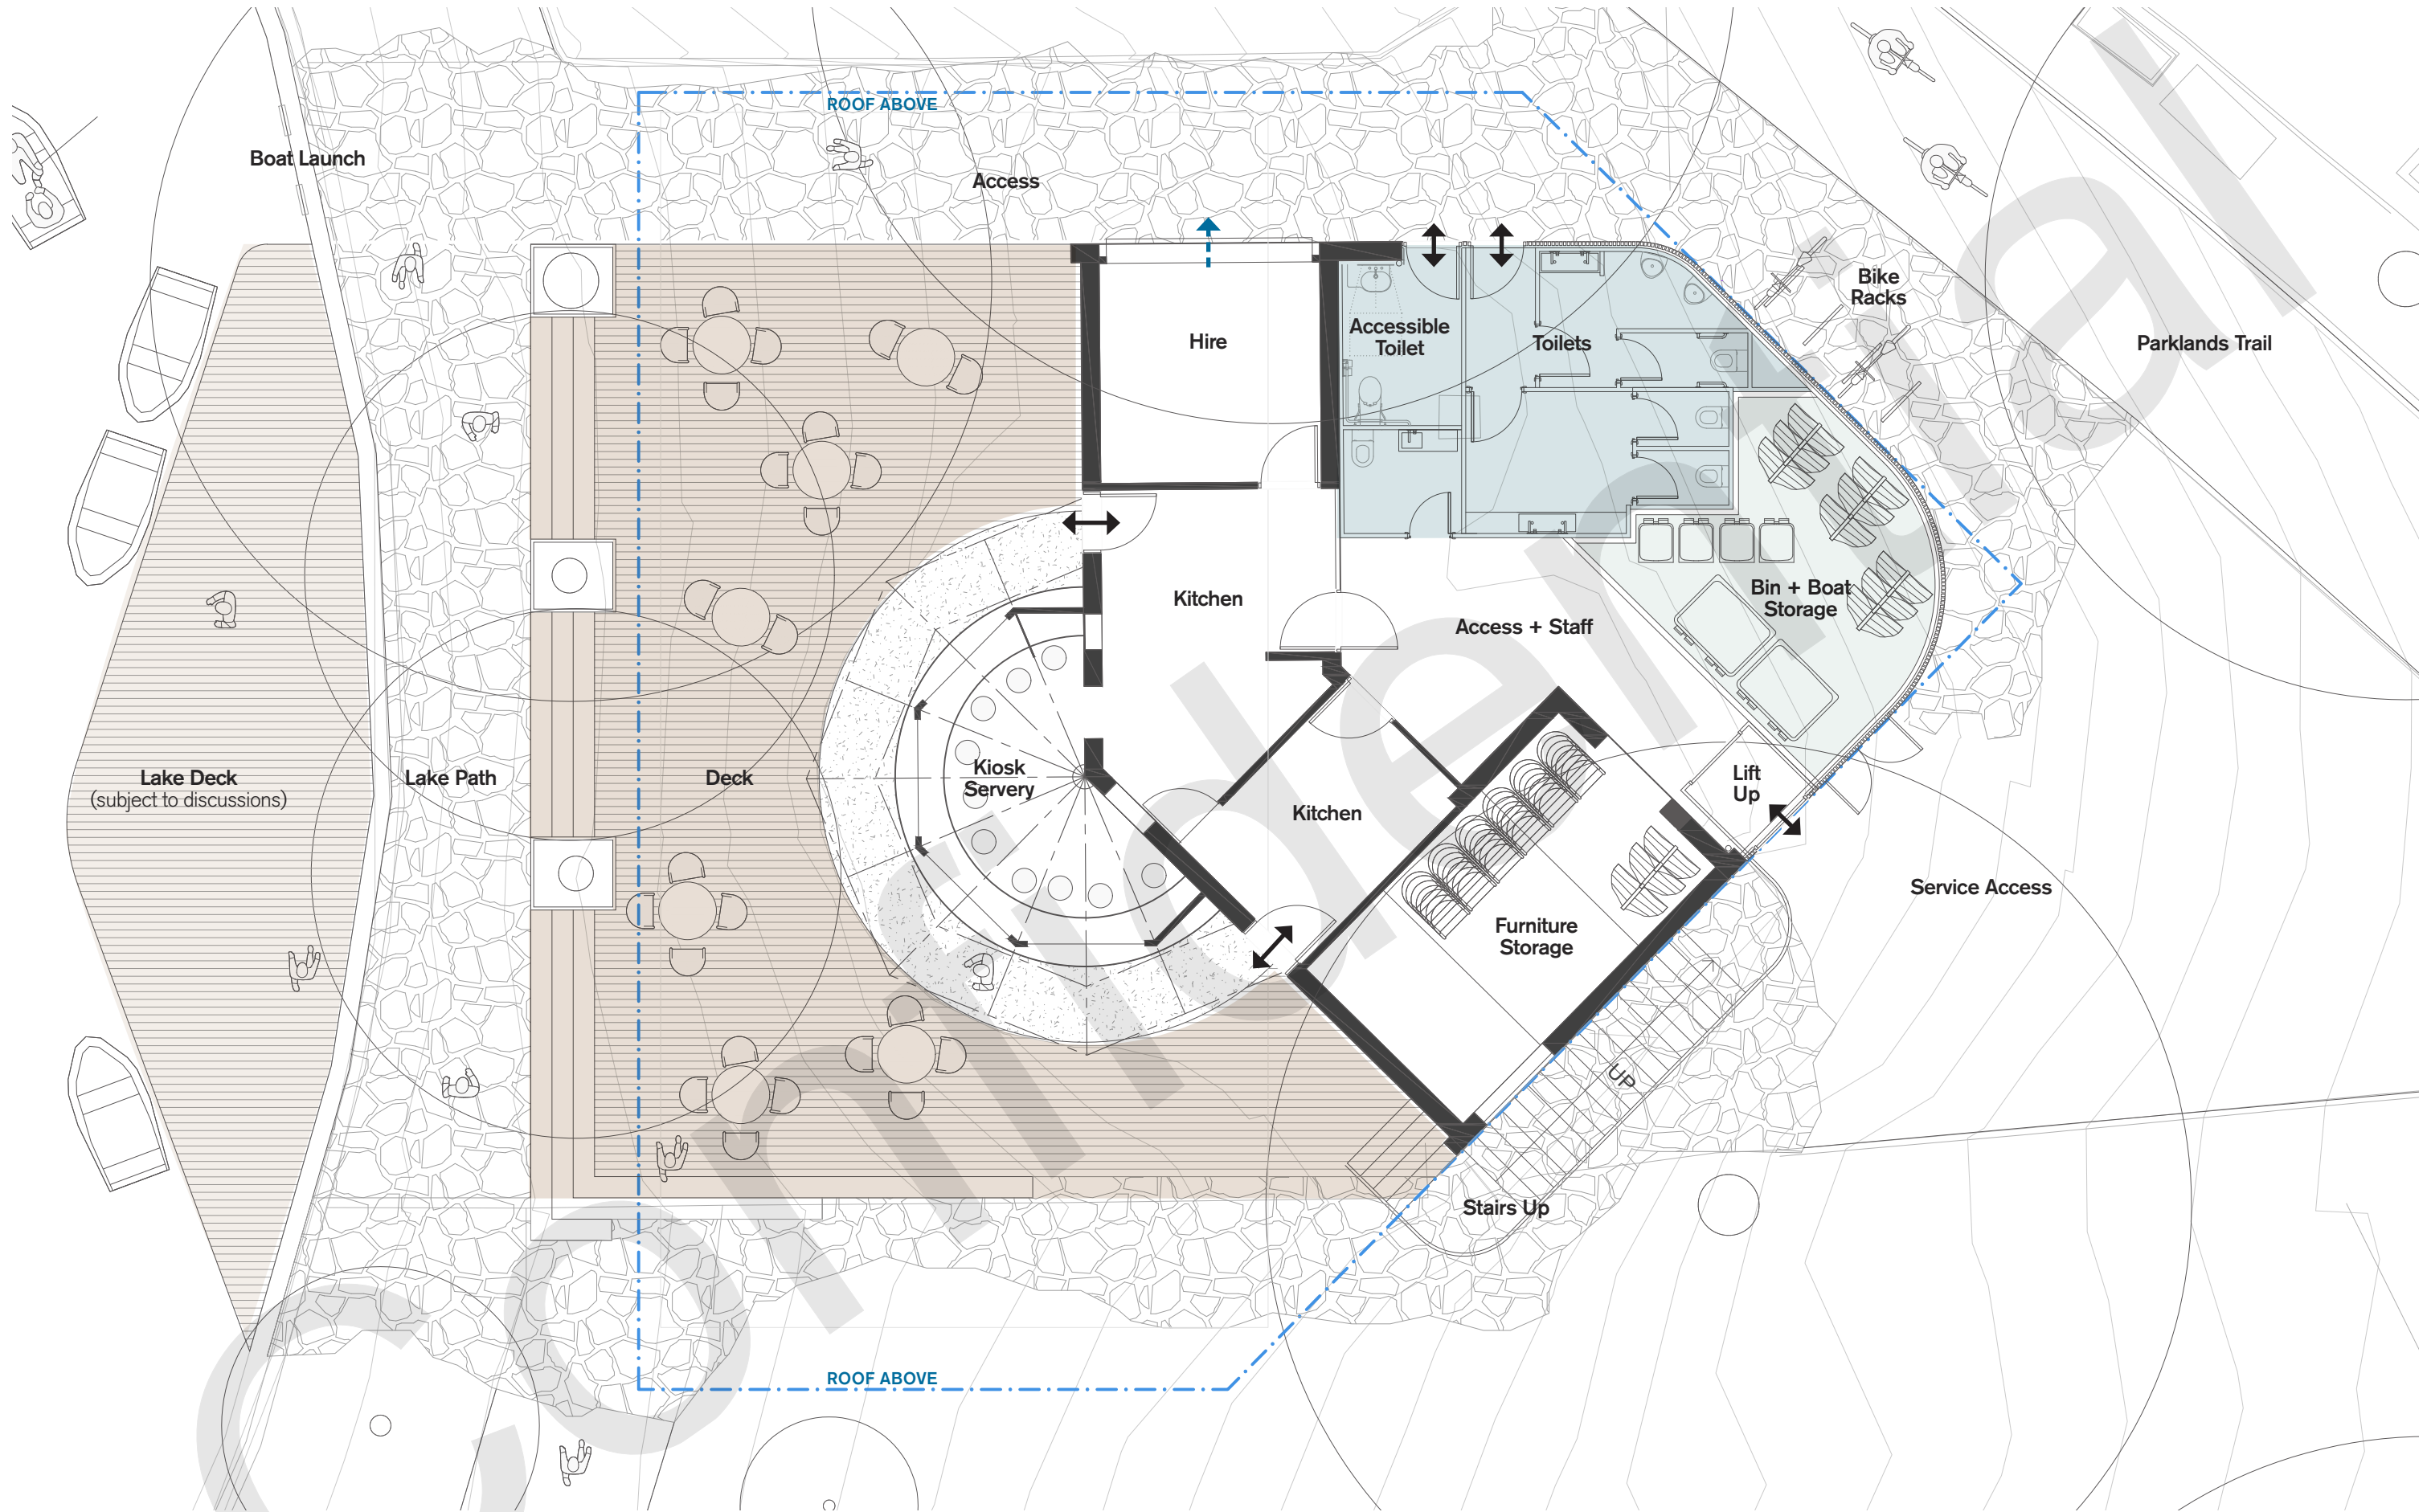 ROOF ABOVE
Boat Launch
Access
Bike
Racks
Hire
Accessible
Toilet
Toilets
Parklands Trail
Kitchen
Bin + Boat
Storage
Access + Staff
Lake Deck
(subject to discussions)
Lake Path
Deck
Kiosk
Servery
Kitchen
Lift
Up
Service Access
Furniture
Storage
UP
Stairs Up
ROOF ABOVE
Confidential